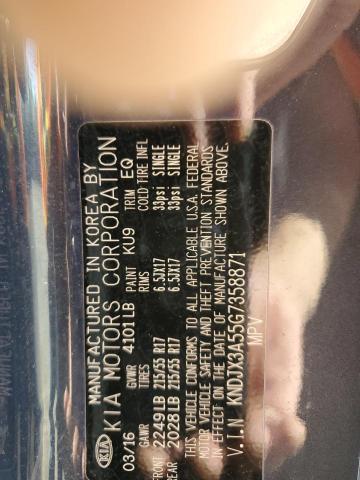 MANUFACTURED IN KOREA BY
KIA KIA MOTORS CORPORATION
03/16 GVWR 4101LB PAINT KU9 TRIM EQ
GAWR RIMS COLD TIRE INFL
FRONT 2249LB 215/55 R17 6.5JX17 33psi SINGLE
REAR 2028LB 215/55 R17 6.5JX17 33psi SINGLE
THIS VEHICLE CONFORMS TO ALL APPLICABLE U.S.A. FEDERAL
MOTOR VEHICLE SAFETY AND THEFT PREVENTION STANDARDS
IN EFFECT ON THE DATE OF MANUFACTURE SHOWN ABOVE.
V.I.N KNDJX3A55G7358871
MPV